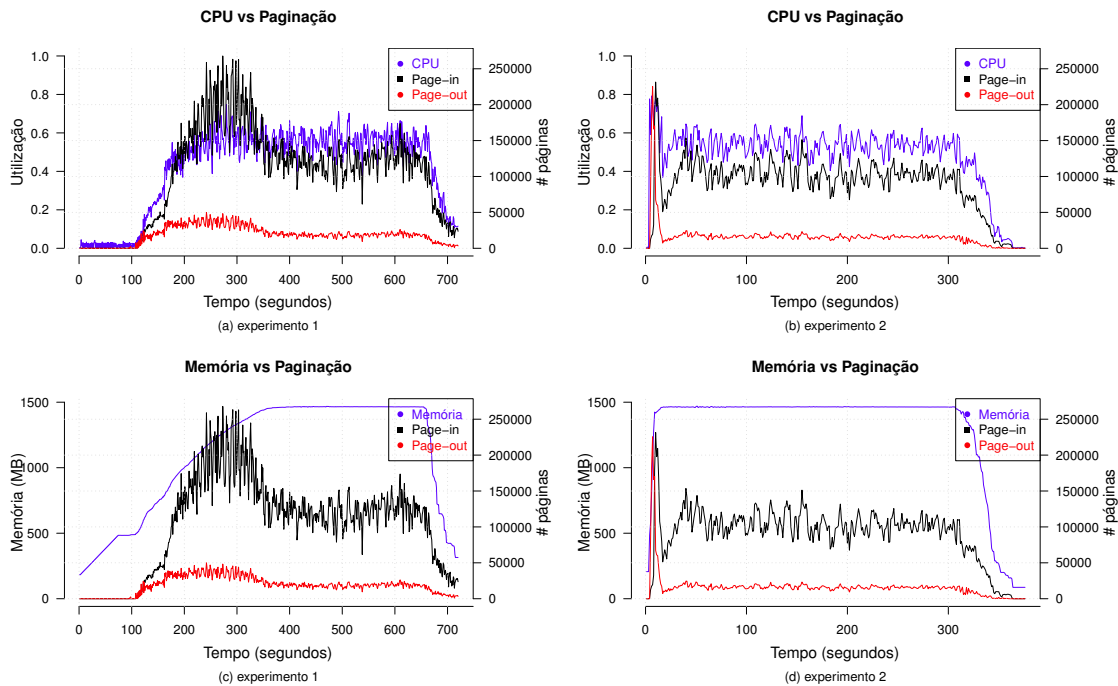 CPU vs Paginação
Utilização
1.0
0.8
0.6
0.4
0.2
0.0
CPU
Page−in
Page−out
250000
200000
150000
100000
50000
0
# páginas
0 100 200 300 400 500 600 700
Tempo (segundos)
(a) experimento 1
CPU vs Paginação
Utilização
1.0
0.8
0.6
0.4
0.2
0.0
CPU
Page−in
Page−out
250000
200000
150000
100000
50000
0
# páginas
0 100 200 300
Tempo (segundos)
(b) experimento 2
Memória vs Paginação
Memória (MB)
1500
1000
500
0
Memória
Page−in
Page−out
250000
200000
150000
100000
50000
0
# páginas
0 100 200 300 400 500 600 700
Tempo (segundos)
(c) experimento 1
Memória vs Paginação
Memória (MB)
1500
1000
500
0
Memória
Page−in
Page−out
250000
200000
150000
100000
50000
0
# páginas
0 100 200 300
Tempo (segundos)
(d) experimento 2